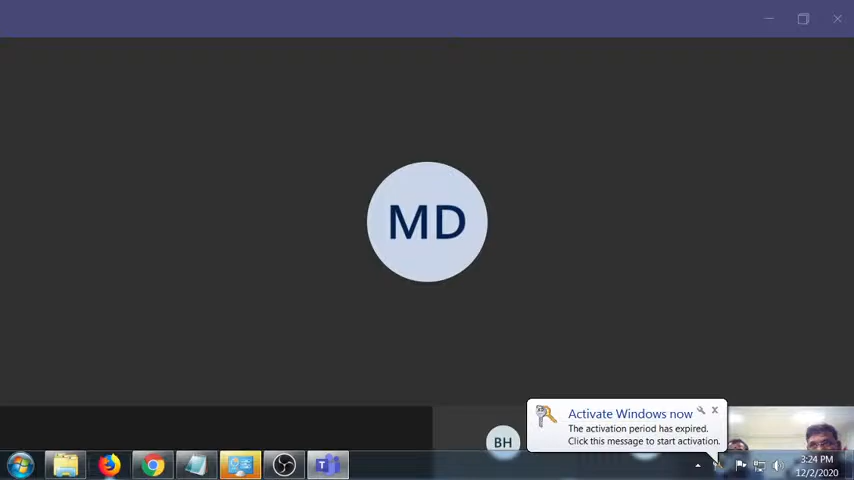 MD
Activate Windows now
The activation period has expired.
Click this message to start activation.
BH
3:24 PM
12/2/2020